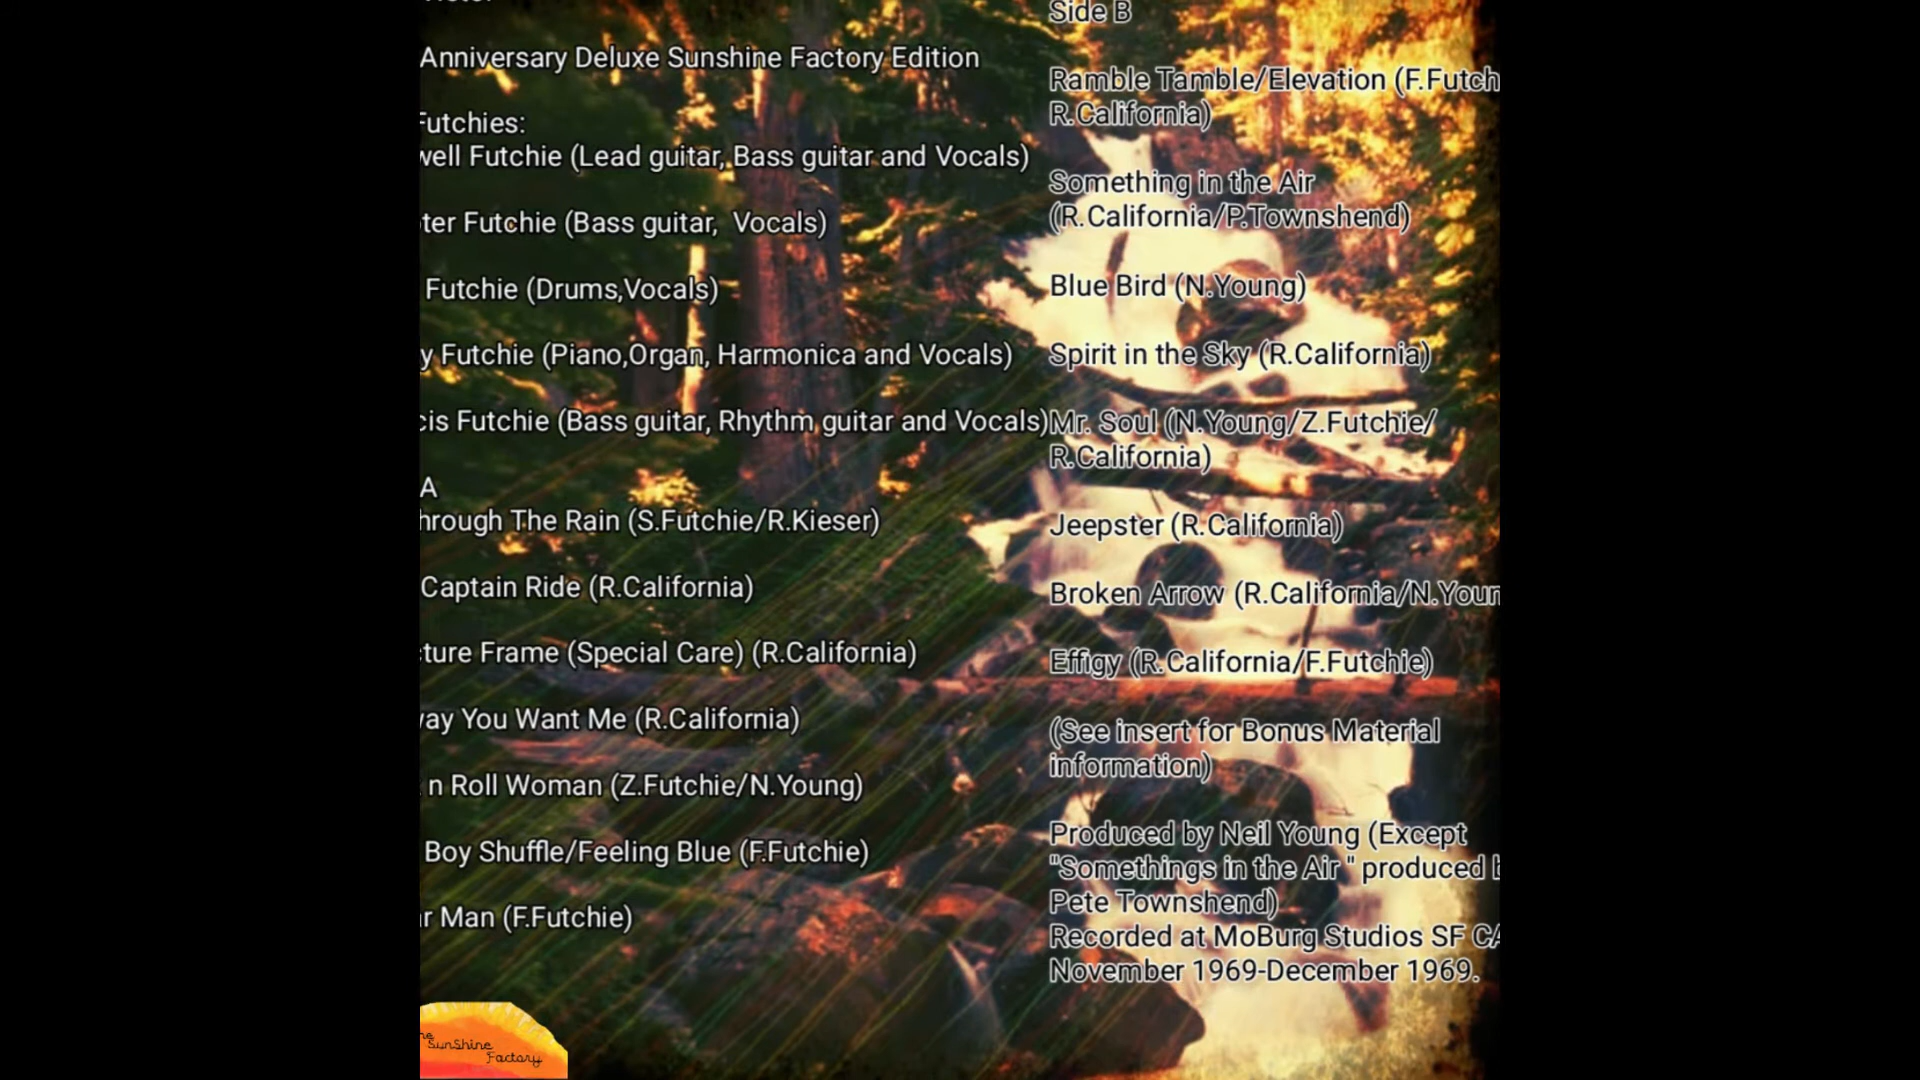 Anniversary Deluxe Sunshine Factory Edition
Futchies:
well Futchie (Lead guitar, Bass guitar and Vocals)
ter Futchie (Bass guitar, Vocals)
Futchie (Drums,Vocals)
y Futchie (Piano,Organ, Harmonica and Vocals)
cis Futchie (Bass guitar, Rhythm guitar and Vocals)
A
hrough The Rain (S.Futchie/R.Kieser)
Captain Ride (R.California)
cture Frame (Special Care) (R.California)
way You Want Me (R.California)
n Roll Woman (Z.Futchie/N.Young)
Boy Shuffle/Feeling Blue (F.Futchie)
r Man (F.Futchie)
The
SunShine
Factory
Side B
Ramble Tamble/Elevation (F.Futch
R.California)
Something in the Air
(R.California/P.Townshend)
Blue Bird (N.Young)
Spirit in the Sky (R.California)
Mr. Soul (N.Young/Z.Futchie/
R.California)
Jeepster (R.California)
Broken Arrow (R.California/N.Youn
Effigy (R.California/F.Futchie)
(See insert for Bonus Material
information)
Produced by Neil Young (Except
"Somethings in the Air " produced b
Pete Townshend)
Recorded at MoBurg Studios SF CA
November 1969-December 1969.